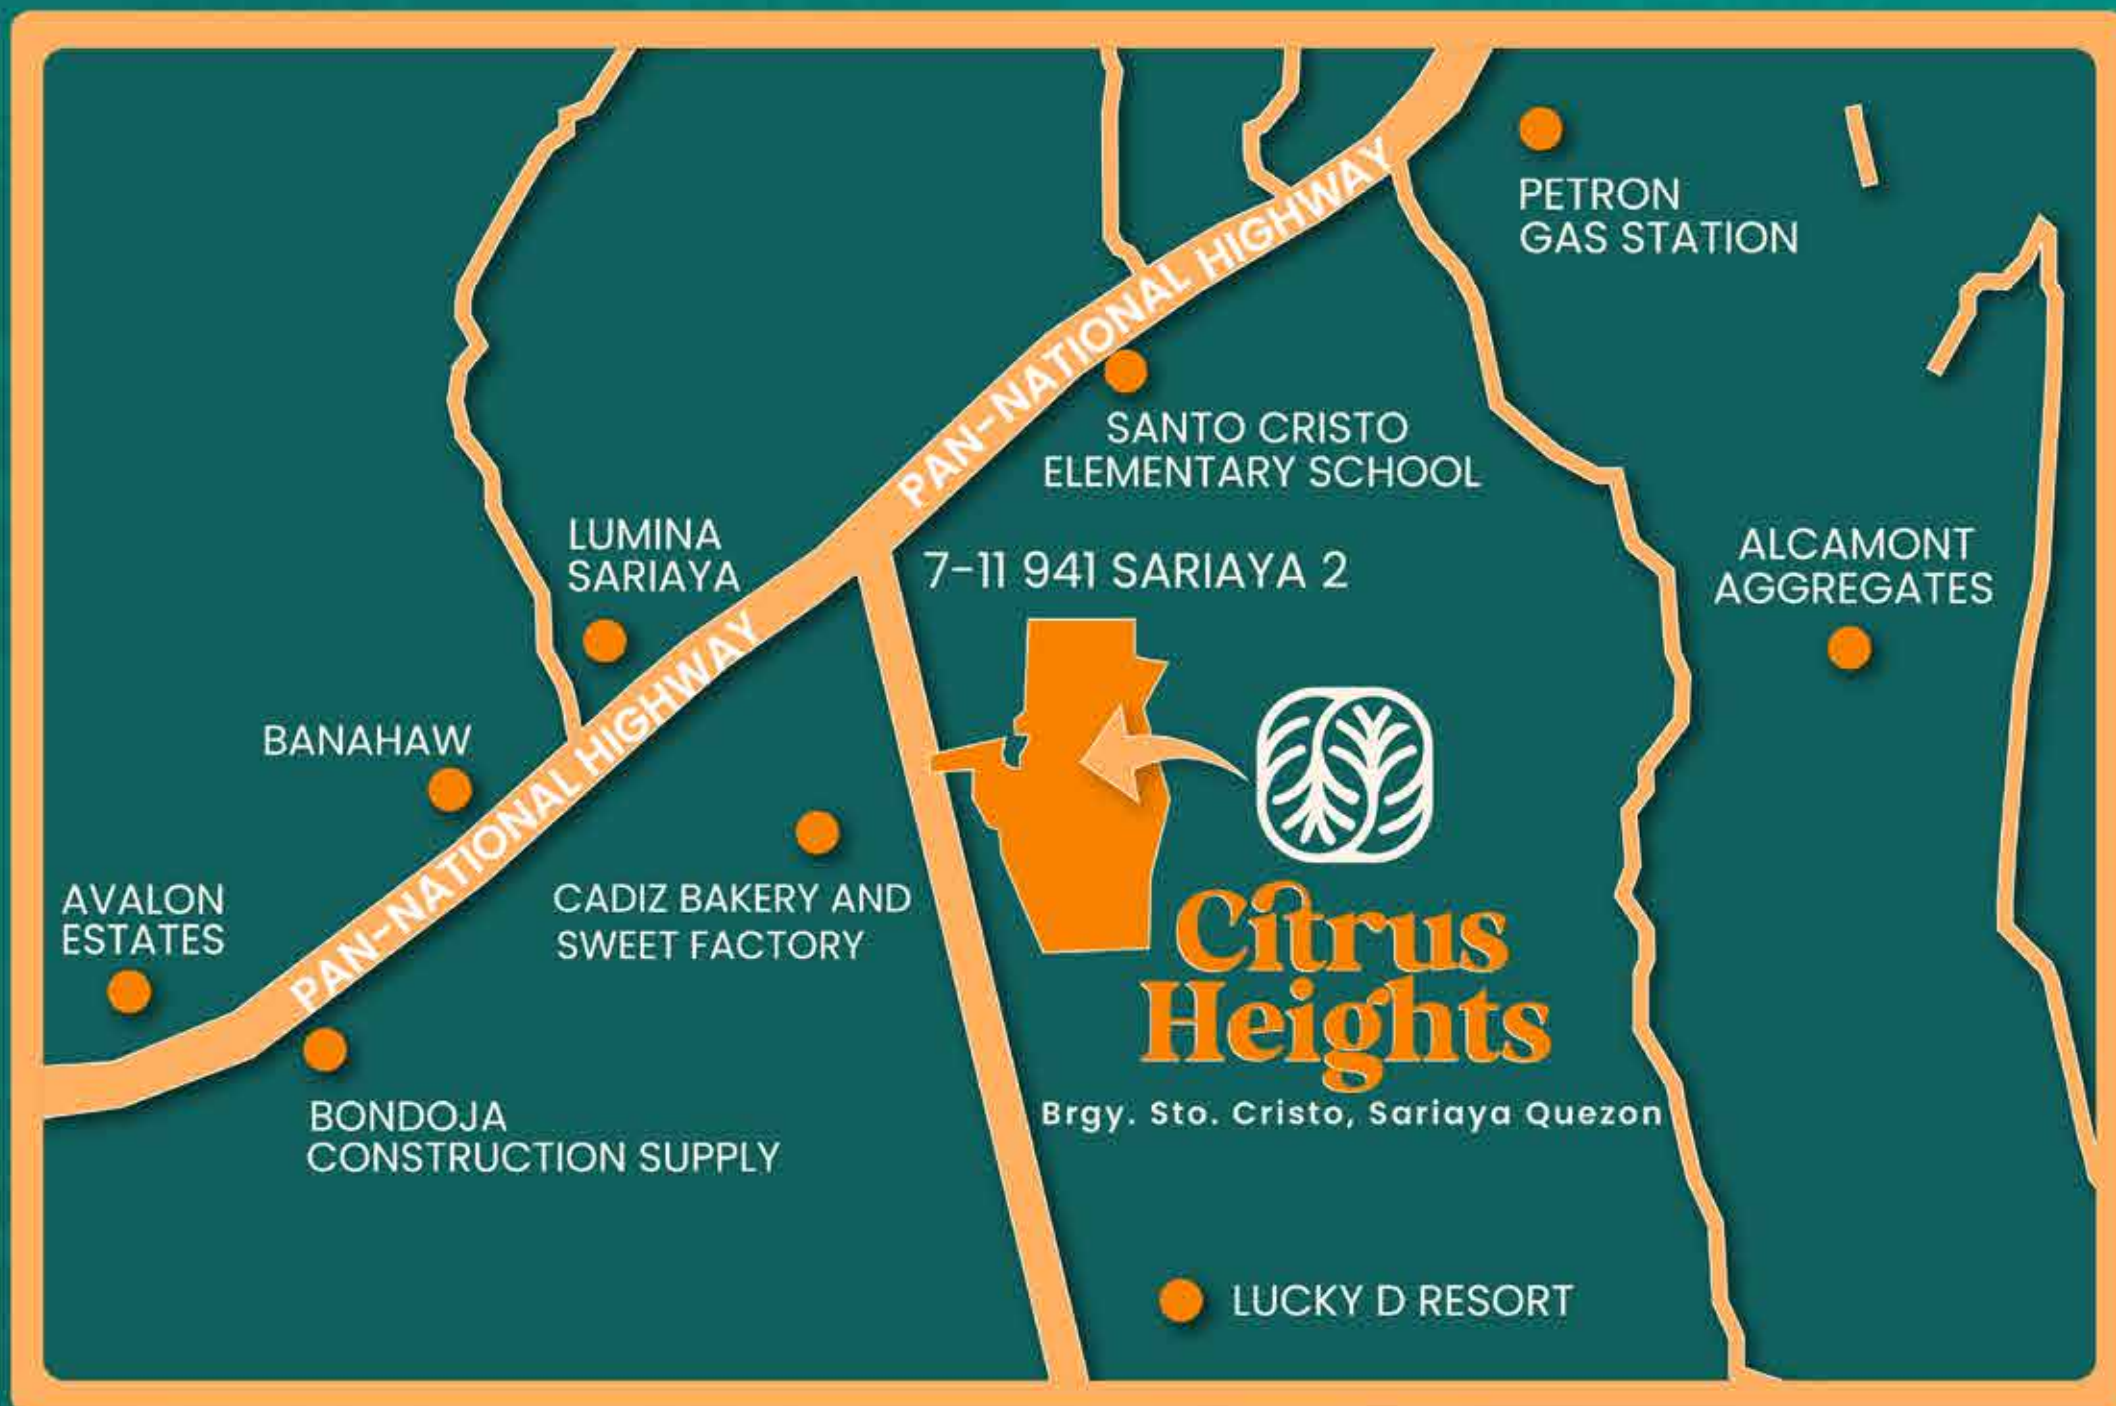 PETRON
GAS STATION
PAN-NATIONAL HIGHWAY
SANTO CRISTO
ELEMENTARY SCHOOL
LUMINA
SARIAYA
7-11 941 SARIAYA 2
ALCAMONT
AGGREGATES
PAN-NATIONAL HIGHWAY
BANAHAW
AVALON
ESTATES
CADIZ BAKERY AND
SWEET FACTORY
Citrus
Heights
Brgy. Sto. Cristo, Sariaya Quezon
BONDOJA
CONSTRUCTION SUPPLY
LUCKY D RESORT